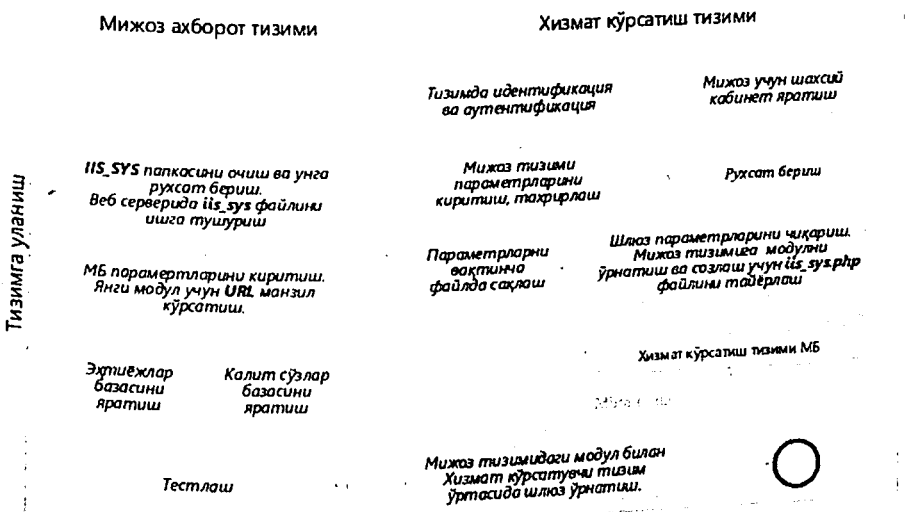 Мижоз ахборот тизими
Хизмат кўрсатиш тизими
Тизимга уланиш
Тизимда идентификация
ва аутентификация
Мижоз учун шахсий
кабинет яратиш
IIS_SYS папкасини очиш ва унга
рухсат бериш.
Веб серверида iis_sys файлини
ишга тушуриш
Мижоз тизими
параметрларини
киритиш, тахрирлаш
Рухсат бериш
МБ парамертларини киритиш.
Янги модул учун URL манзил
кўрсатиш.
Параметрларни
вақтинча
файлда сақлаш
Шлюз параметрларини чиқариш.
Мижоз тизимига модулни
ўрнатиш ва созлаш учун iis_sys.php
файлини тайёрлаш
Хизмат кўрсатиш тизими МБ
Эҳтиёжлар
базасини
яратиш
Калит сўзлар
базасини
яратиш
Тестлаш
Мижоз тизимидаги модул билан
Хизмат кўрсатувчи тизим
ўртасида шлюз ўрнатиш.